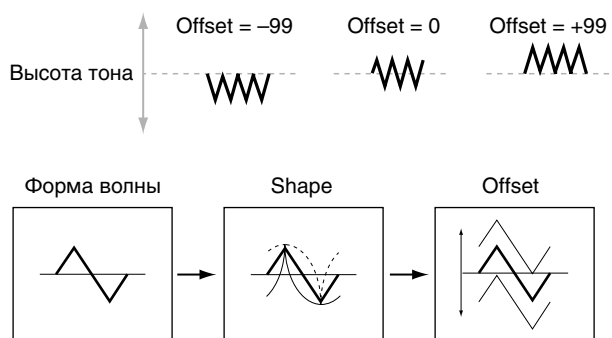 Offset = –99 Offset = 0 Offset = +99
Высота тона
Форма волны Shape Offset